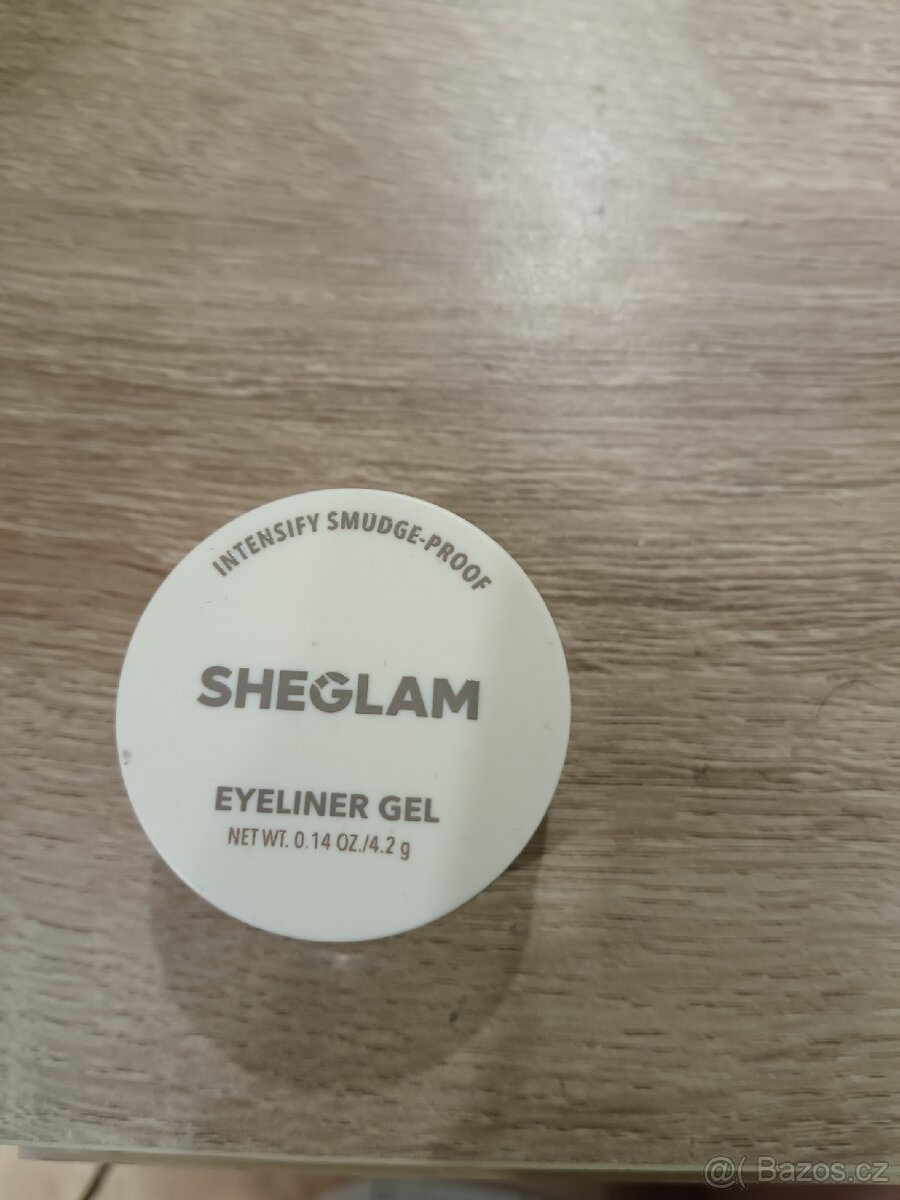 INTENSIFY SMUDGE-PROOF
SHEGLAM
EYELINER GEL
NET WT. 0.14 OZ./4.2 g
@( Bazos.cz